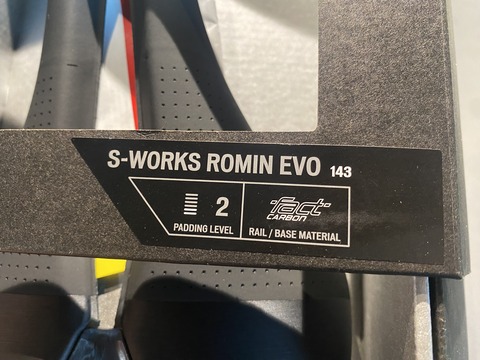 S-WORKS ROMIN EVO 143
2
PADDING LEVEL
fact
CARBON
RAIL / BASE MATERIAL